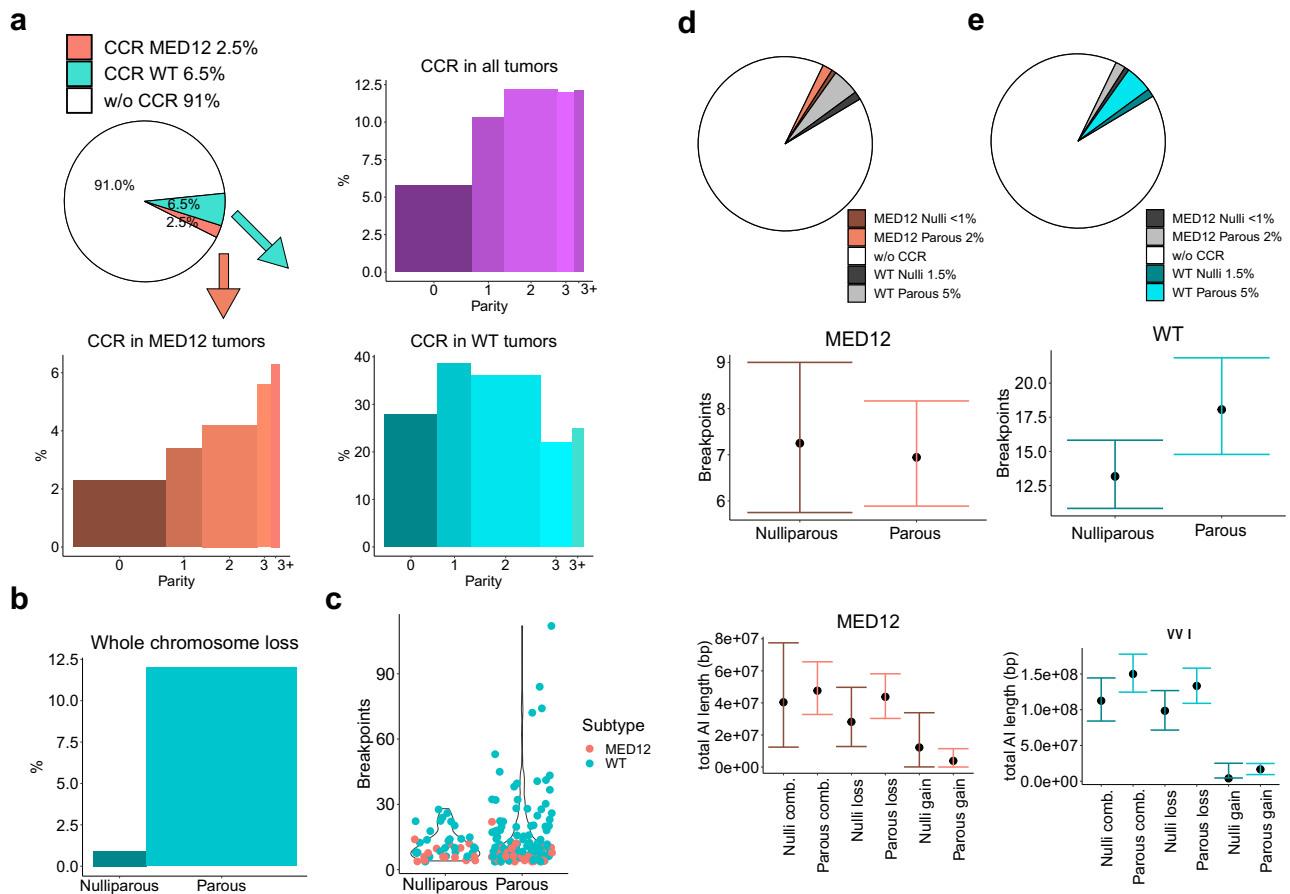 a
CCR MED12 2.5%
CCR WT 6.5%
w/o CCR 91%
91.0%
6.5%
2.5%
CCR in all tumors
%
12.5
10.0
7.5
5.0
2.5
0.0
0 1 2 3 3+
Parity
CCR in MED12 tumors
%
6
4
2
0
0 1 2 3 3+
Parity
CCR in WT tumors
%
40
30
20
10
0
0 1 2 3 3+
Parity
b
Whole chromosome loss
%
12.5
10.0
7.5
5.0
2.5
0.0
Nulliparous Parous
c
Breakpoints
90
60
30
0
Nulliparous Parous
Subtype
MED12
WT
d
MED12 Nulli <1%
MED12 Parous 2%
w/o CCR
WT Nulli 1.5%
WT Parous 5%
MED12
Breakpoints
9
8
7
6
Nulliparous Parous
MED12
total AI length (bp)
8e+07
6e+07
4e+07
2e+07
0e+00
Nulli comb.
Parous comb.
Nulli loss
Parous loss
Nulli gain
Parous gain
e
MED12 Nulli <1%
MED12 Parous 2%
w/o CCR
WT Nulli 1.5%
WT Parous 5%
WT
Breakpoints
20.0
17.5
15.0
12.5
Nulliparous Parous
WT
total AI length (bp)
1.5e+08
1.0e+08
5.0e+07
0.0e+00
Nulli comb.
Parous comb.
Nulli loss
Parous loss
Nulli gain
Parous gain